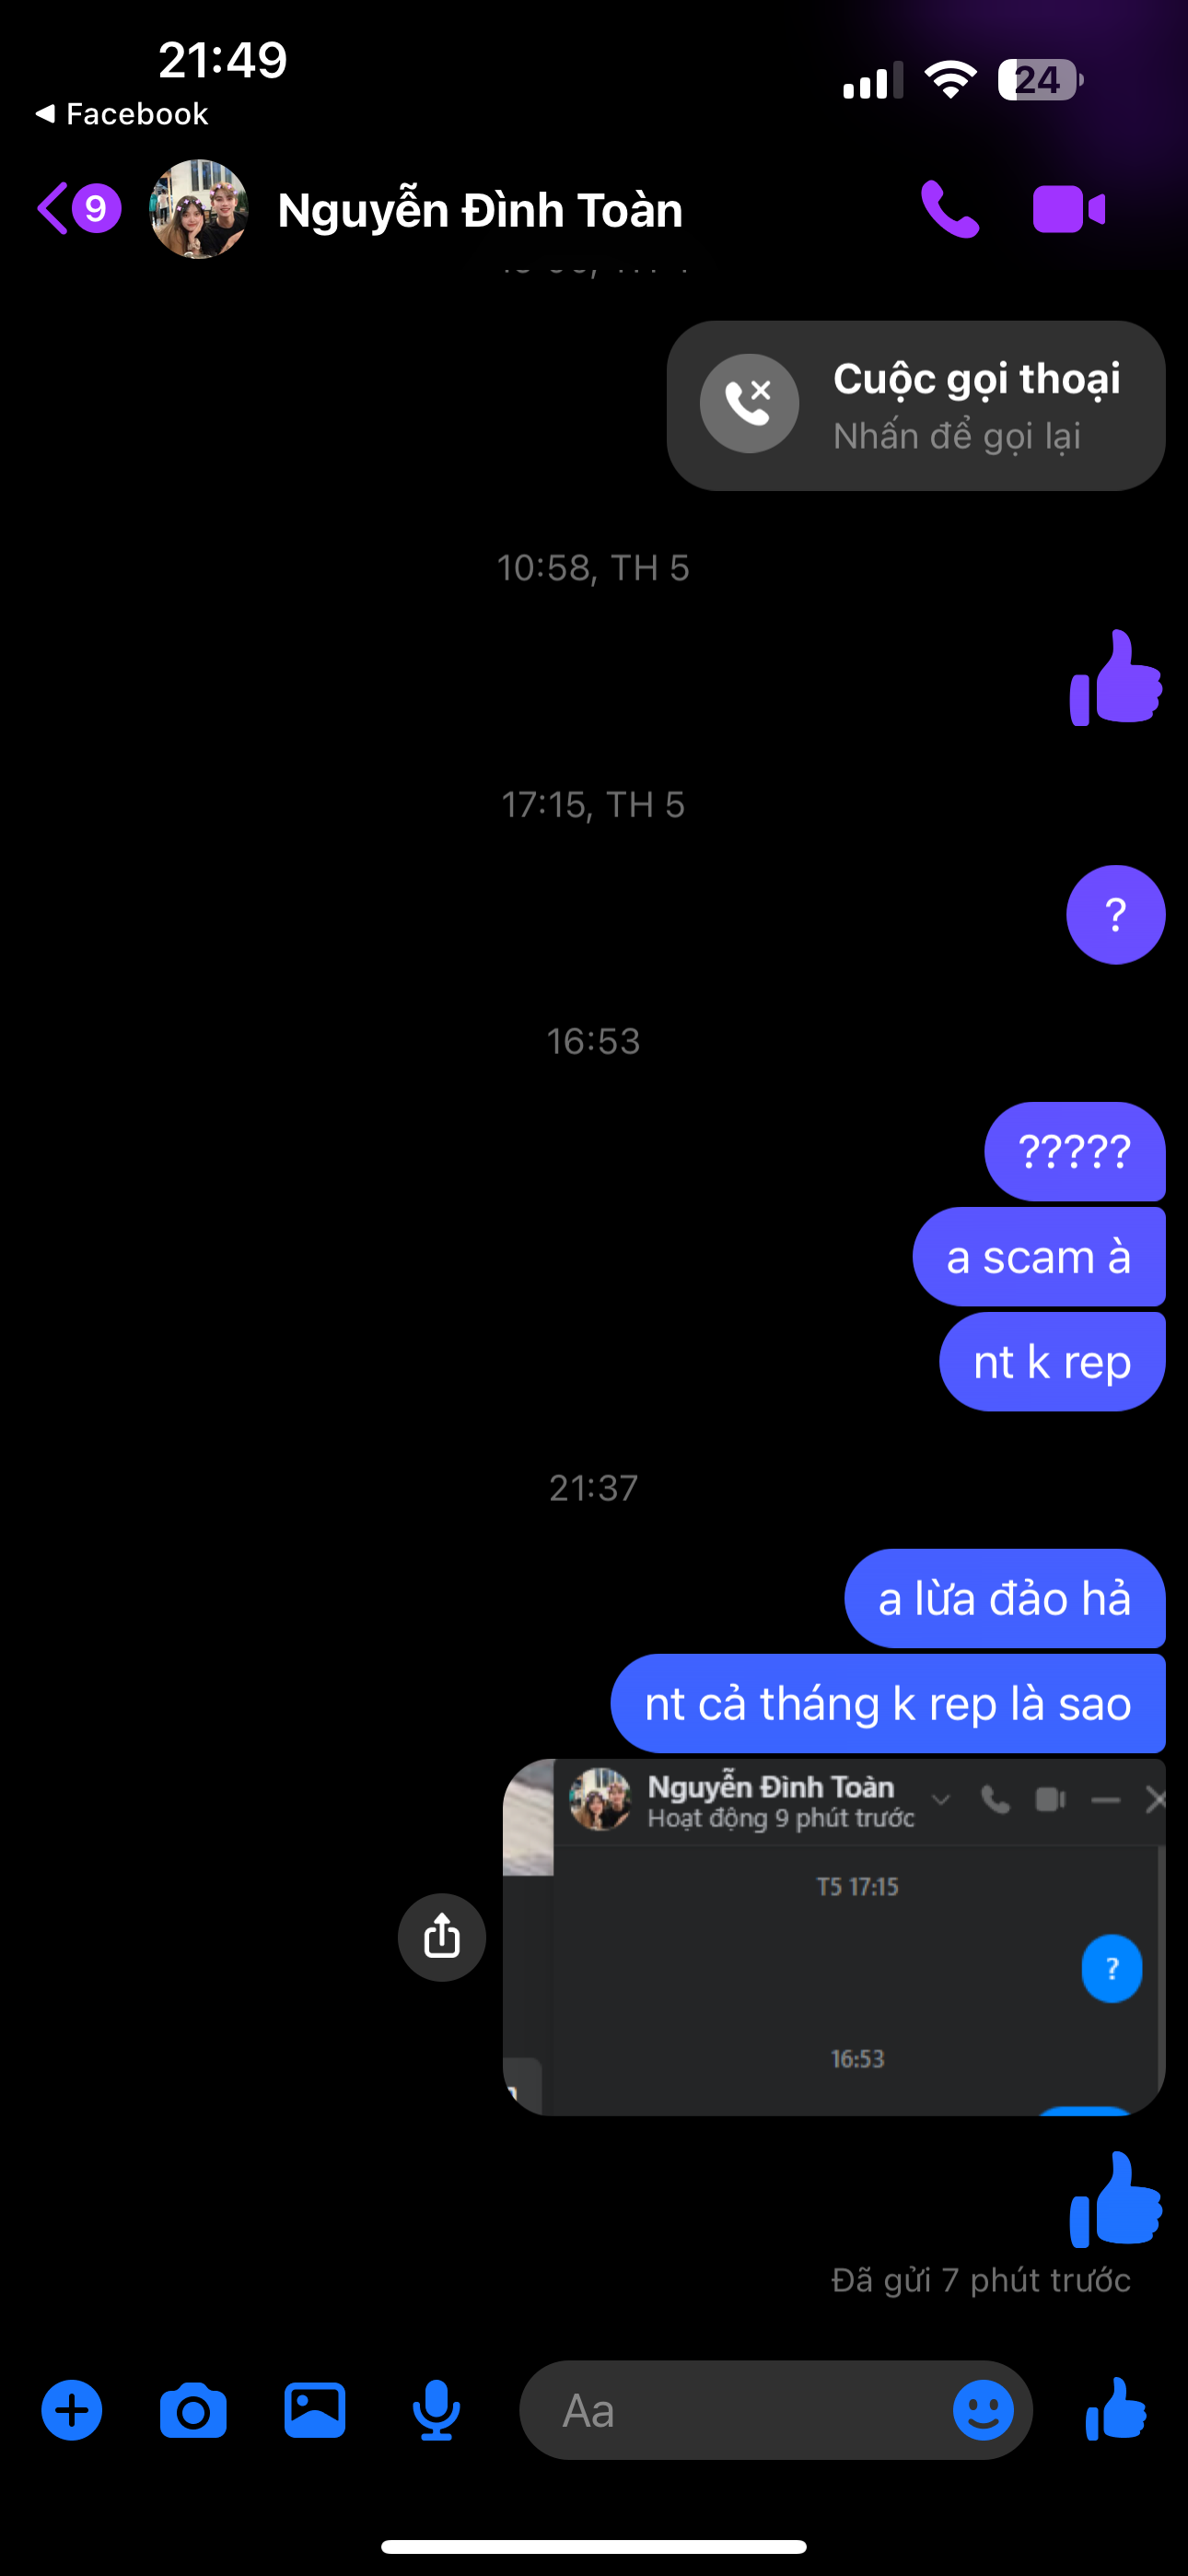 21:49
24
Facebook
9
Nguyễn Đình Toàn
Cuộc gọi thoại
Nhấn để gọi lại
10:58, TH 5
17:15, TH 5
?
16:53
?????
a scam à
nt k rep
21:37
a lừa đảo hả
nt cả tháng k rep là sao
Nguyễn Đình Toàn
Hoạt động 9 phút trước
T5 17:15
?
16:53
Đã gửi 7 phút trước
Aa